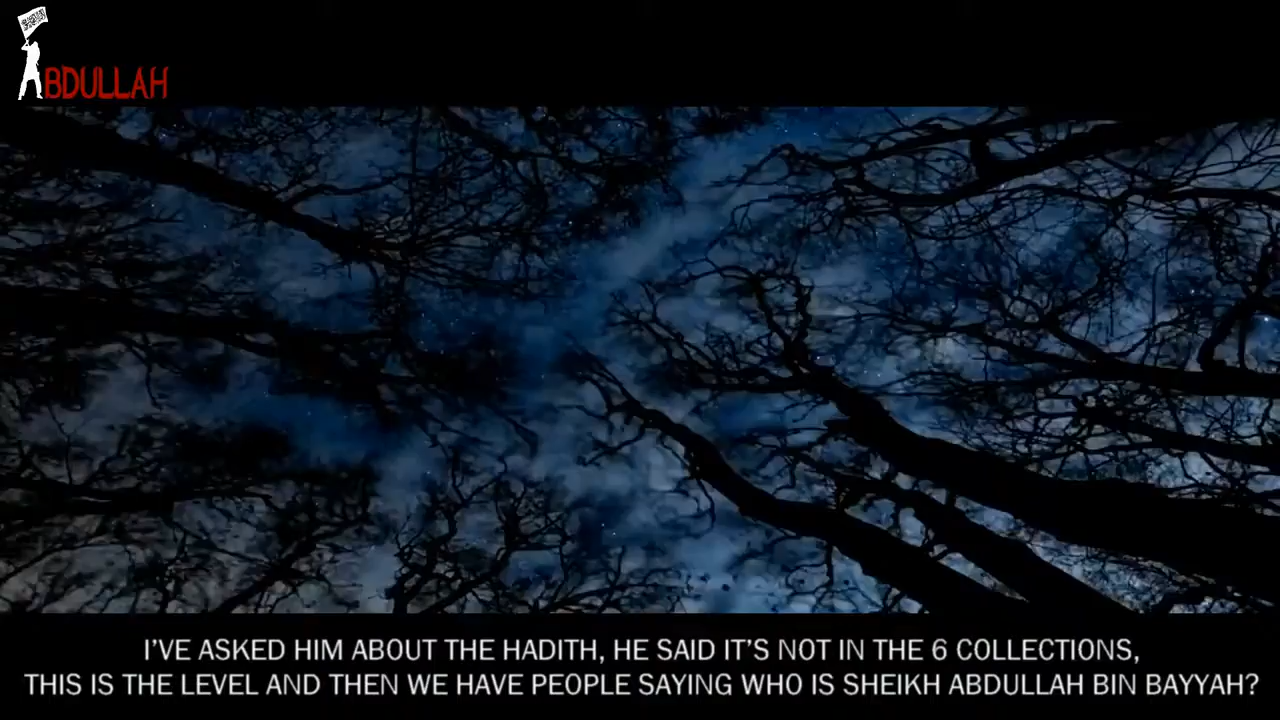 ABDULLAH
I'VE ASKED HIM ABOUT THE HADITH, HE SAID IT'S NOT IN THE 6 COLLECTIONS,
THIS IS THE LEVEL AND THEN WE HAVE PEOPLE SAYING WHO IS SHEIKH ABDULLAH BIN BAYYAH?